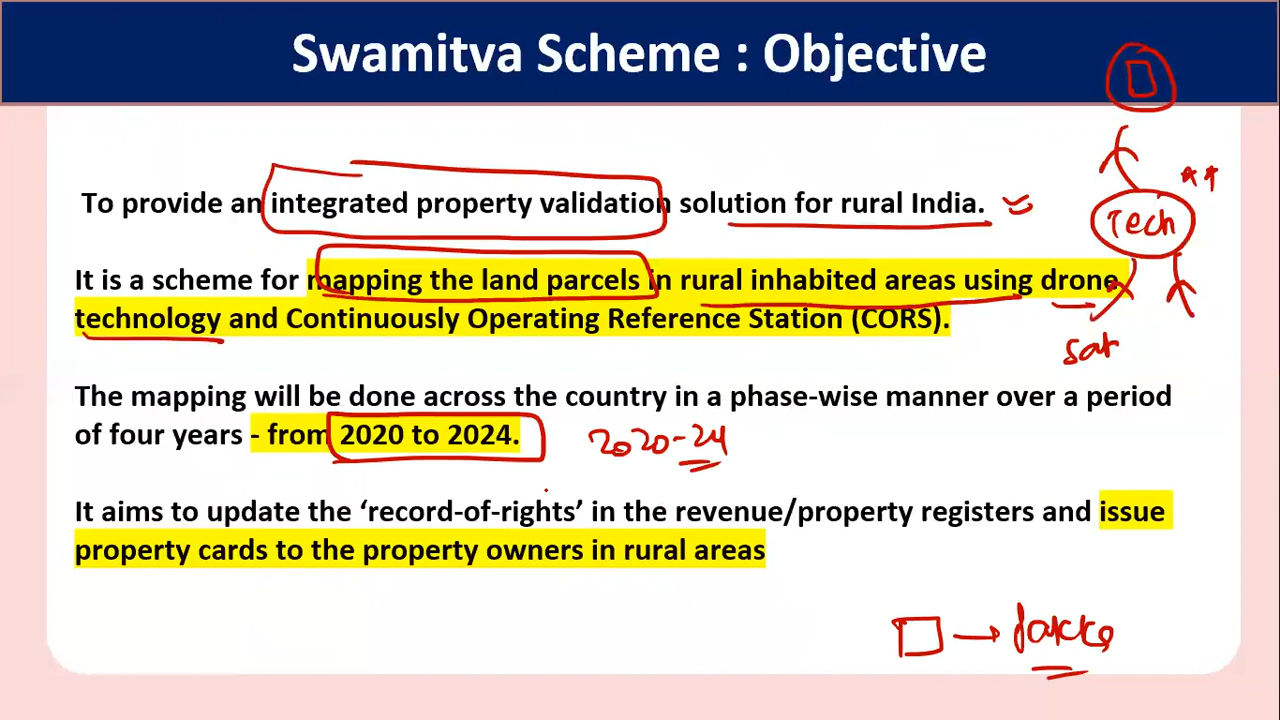 Swamitva Scheme : Objective
To provide an integrated property validation solution for rural India.
Tech
It is a scheme for mapping the land parcels in rural inhabited areas using drone
technology and Continuously Operating Reference Station (CORS).
sat
The mapping will be done across the country in a phase-wise manner over a period
of four years - from 2020 to 2024. 2020-24
It aims to update the ‘record-of-rights’ in the revenue/property registers and issue
property cards to the property owners in rural areas